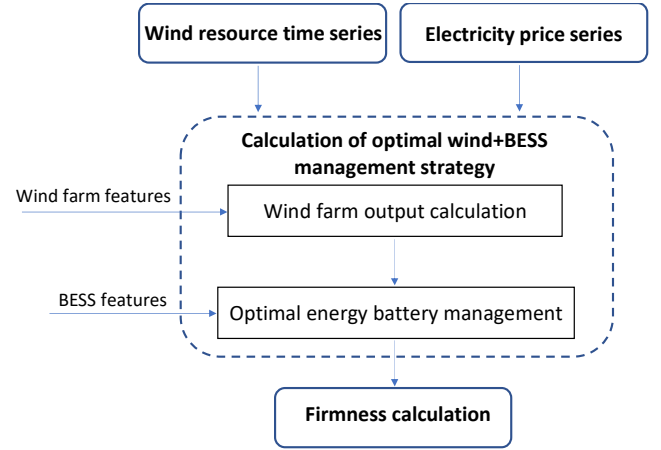 Wind resource time series
Electricity price series
Calculation of optimal wind+BESS
management strategy
Wind farm features
Wind farm output calculation
BESS features
Optimal energy battery management
Firmness calculation